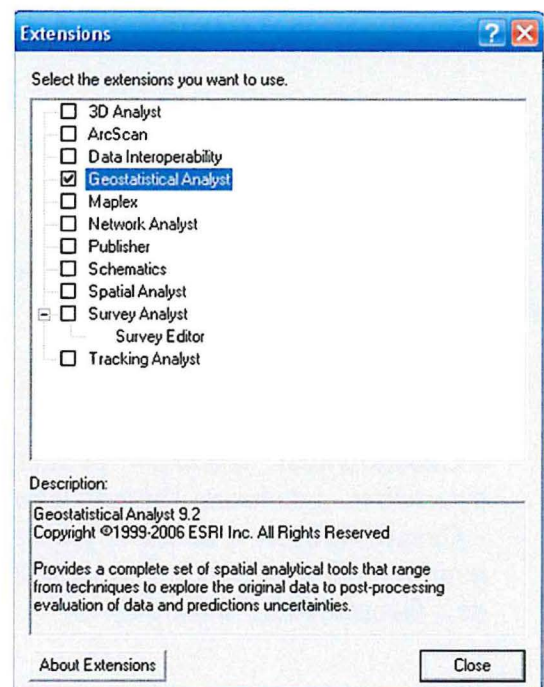 Extensions
Select the extensions you want to use.
3D Analyst
ArcScan
Data Interoperability
Geostatistical Analyst
Maplex
Network Analyst
Publisher
Schematics
Spatial Analyst
Survey Analyst
Survey Editor
Tracking Analyst
Description:
Geostatistical Analyst 9.2
Copyright ©1999-2006 ESRI Inc. All Rights Reserved
Provides a complete set of spatial analytical tools that range
from techniques to explore the original data to post-processing
evaluation of data and predictions uncertainties.
About Extensions
Close